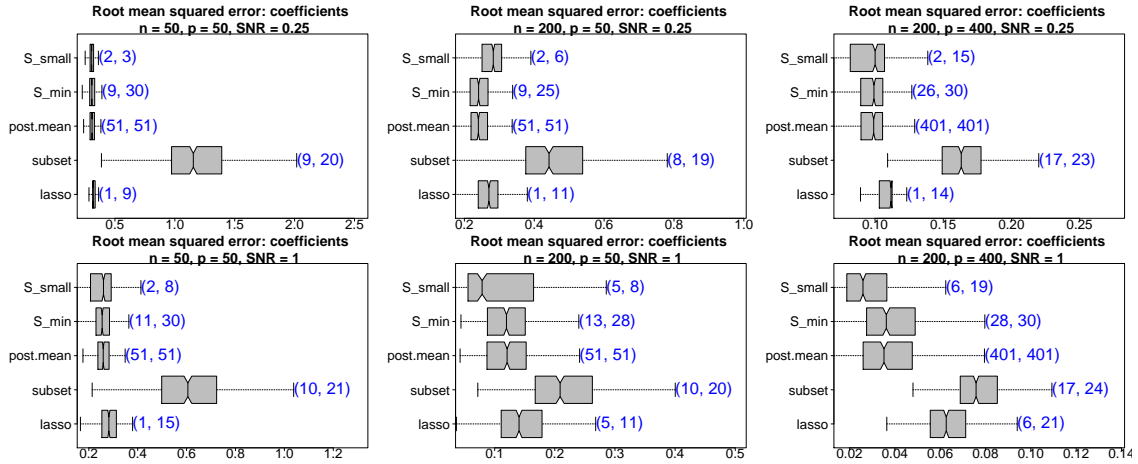 Root mean squared error: coefficients
n = 50, p = 50, SNR = 0.25
S_small
(2, 3)
S_min
(9, 30)
post.mean
(51, 51)
subset
(9, 20)
lasso
(1, 9)
0.5 1.0 1.5 2.0 2.5
Root mean squared error: coefficients
n = 200, p = 50, SNR = 0.25
S_small
(2, 6)
S_min
(9, 25)
post.mean
(51, 51)
subset
(8, 19)
lasso
(1, 11)
0.2 0.4 0.6 0.8 1.0
Root mean squared error: coefficients
n = 200, p = 400, SNR = 0.25
S_small
(2, 15)
S_min
(26, 30)
post.mean
(401, 401)
subset
(17, 23)
lasso
(1, 14)
0.10 0.15 0.20 0.25
Root mean squared error: coefficients
n = 50, p = 50, SNR = 1
S_small
(2, 8)
S_min
(11, 30)
post.mean
(51, 51)
subset
(10, 21)
lasso
(1, 15)
0.2 0.4 0.6 0.8 1.0 1.2
Root mean squared error: coefficients
n = 200, p = 50, SNR = 1
S_small
(5, 8)
S_min
(13, 28)
post.mean
(51, 51)
subset
(10, 20)
lasso
(5, 11)
0.1 0.2 0.3 0.4 0.5
Root mean squared error: coefficients
n = 200, p = 400, SNR = 1
S_small
(6, 19)
S_min
(28, 30)
post.mean
(401, 401)
subset
(17, 24)
lasso
(6, 21)
0.02 0.04 0.06 0.08 0.10 0.12 0.14